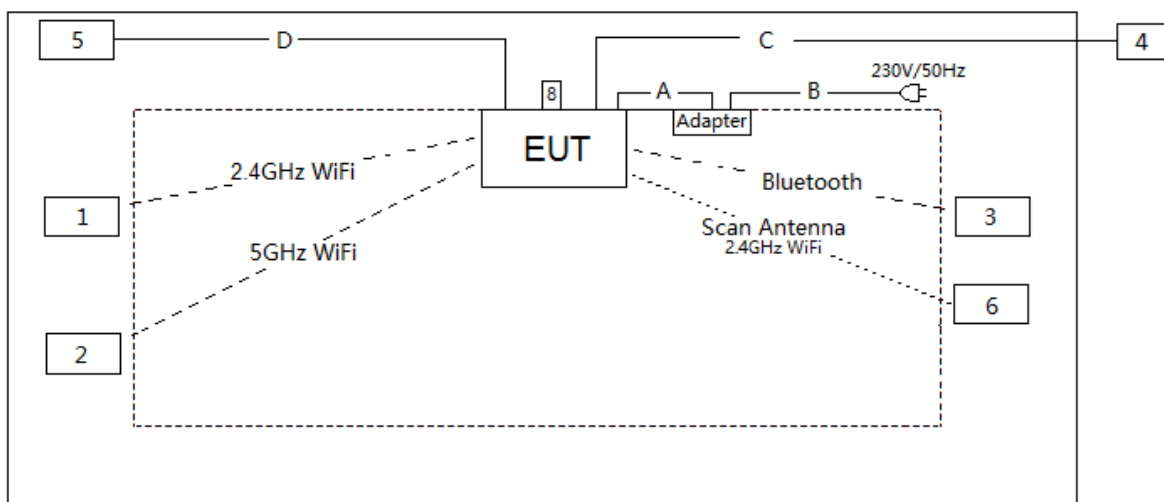 5
D
C
4
230V/50Hz
8
A
B
Adapter
EUT
2.4GHz WiFi
Bluetooth
1
3
Scan Antenna
2.4GHz WiFi
5GHz WiFi
6
2